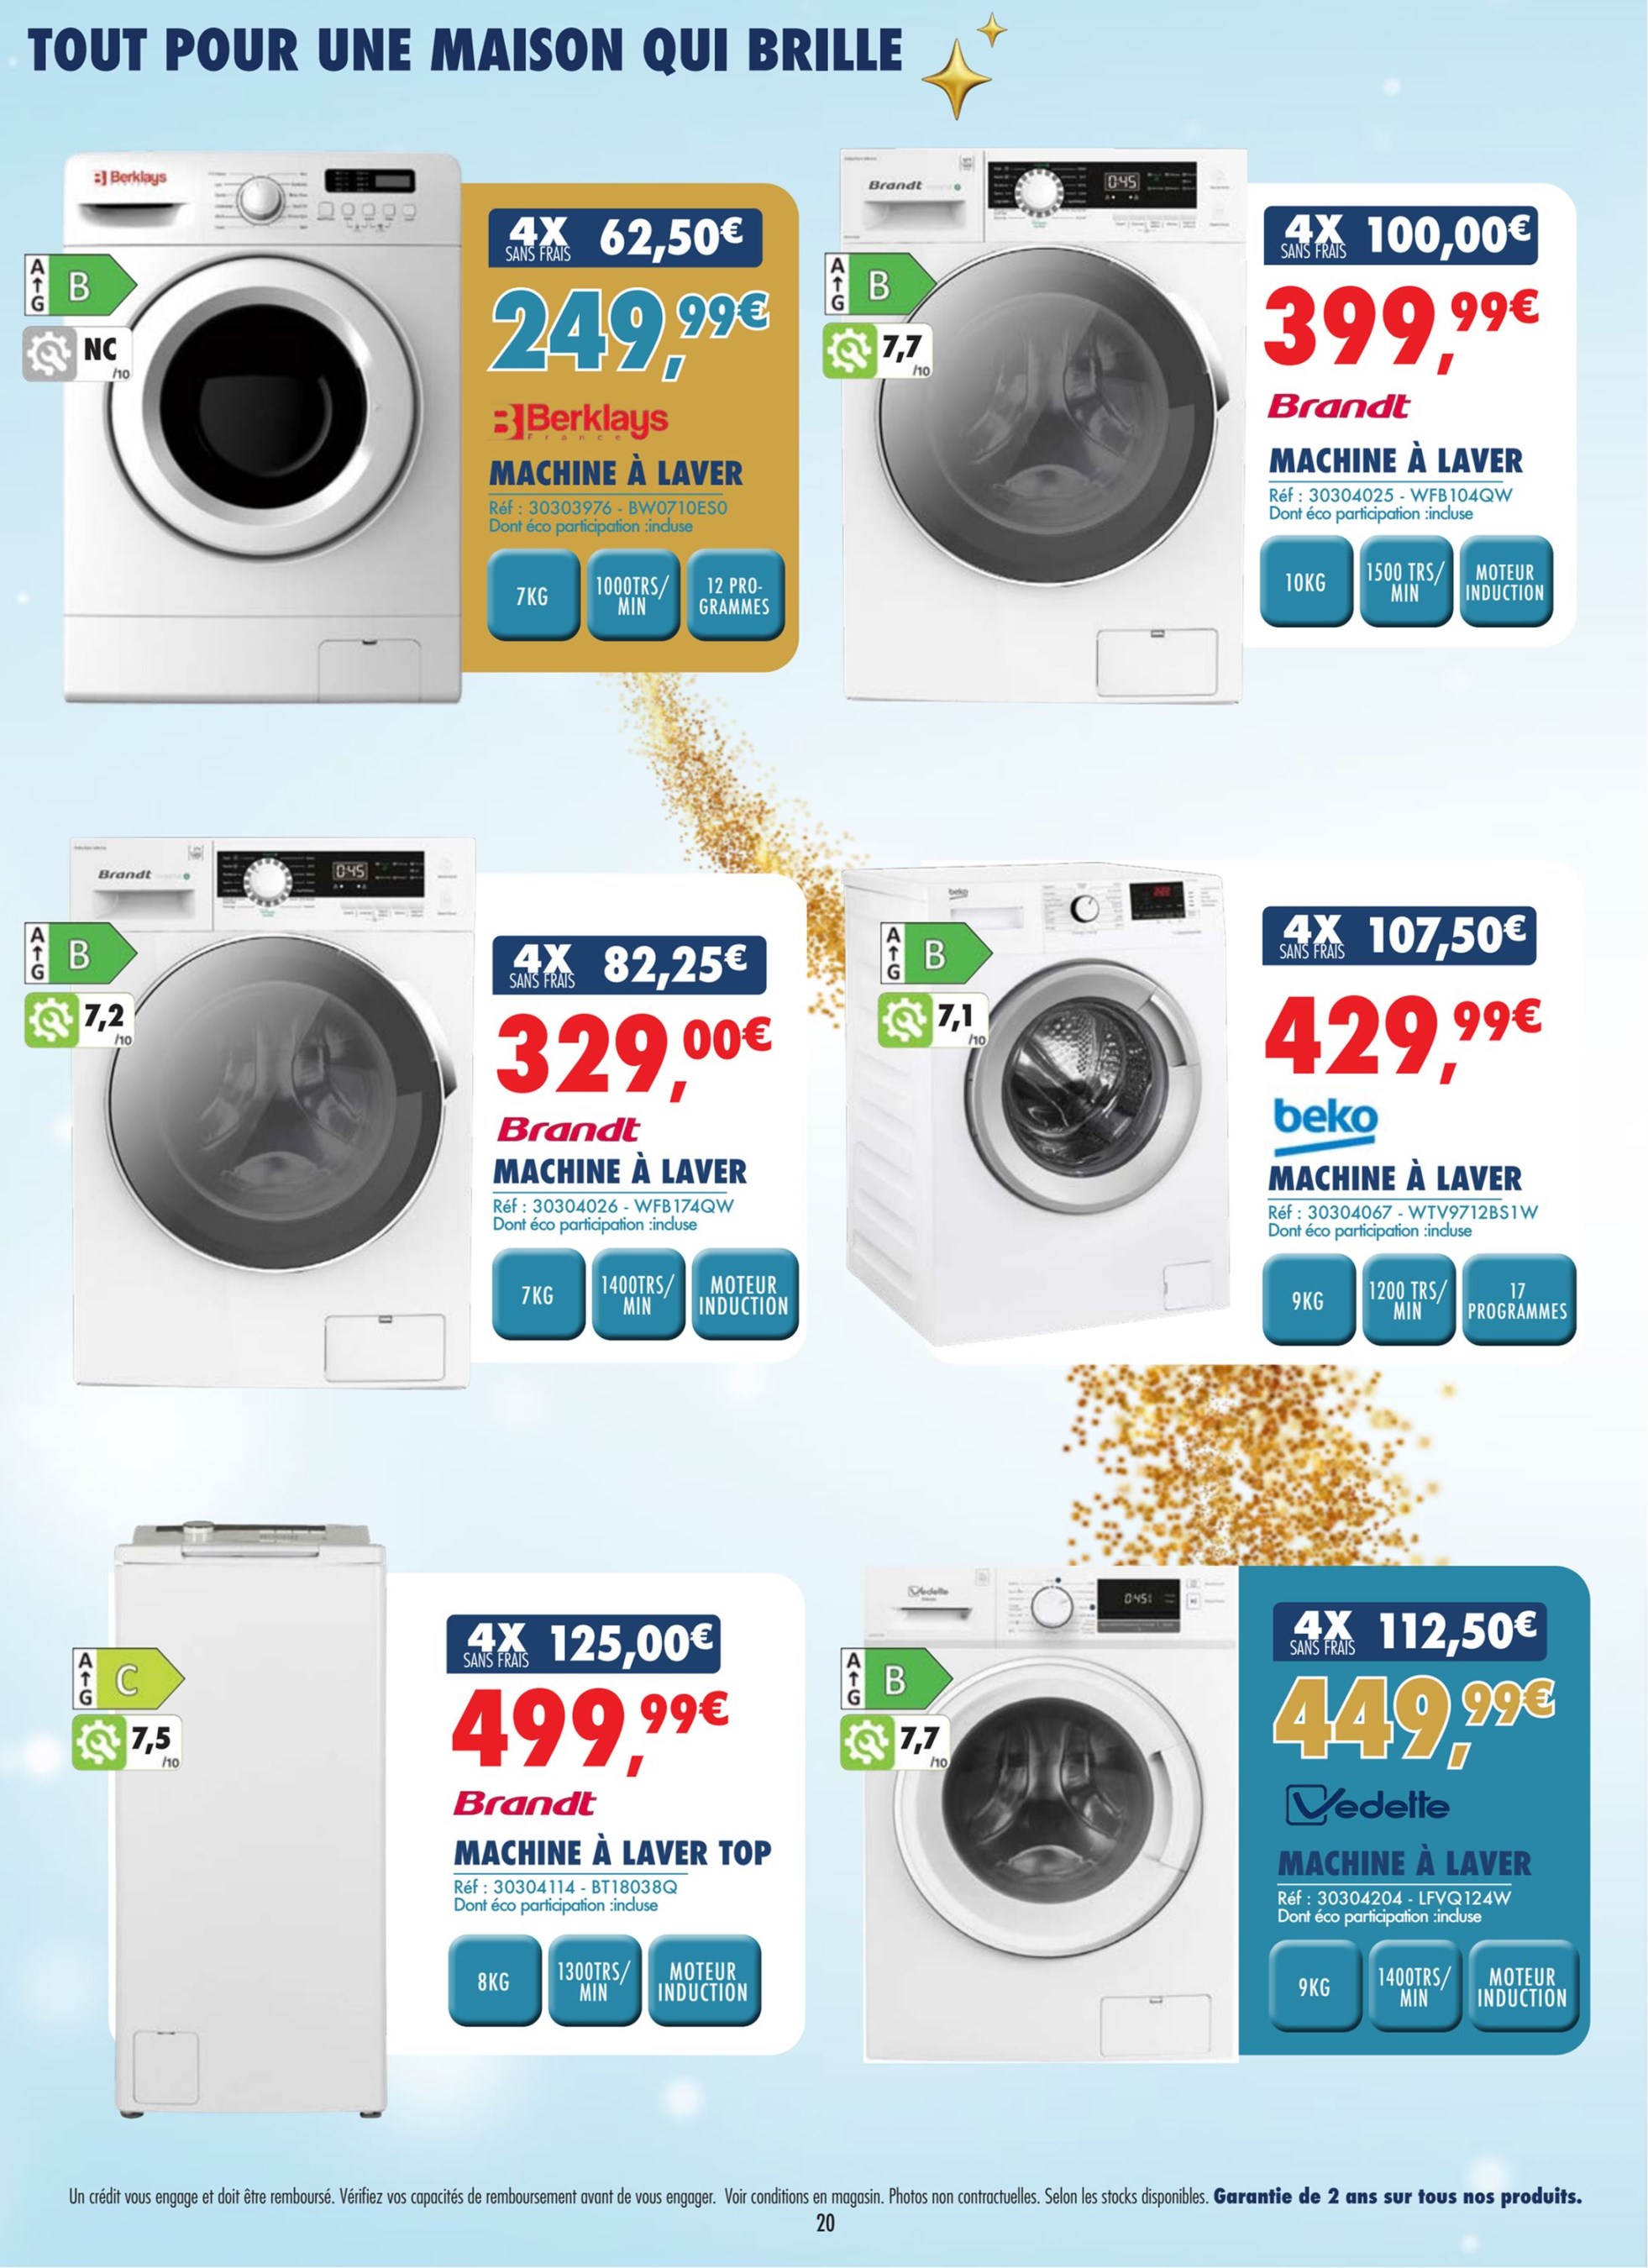 TOUT POUR UNE MAISON QUI BRILLE
Berklays
A
G
B
NC
/10
4X
SANS FRAIS
62,50€
249,99€
Berklays
France
MACHINE À LAVER
Réf : 30303976 - BW0710ES0
Dont éco participation :incluse
7KG
1000TRS/
MIN
12 PRO-
GRAMMES
Brandt
0:45
A
G
B
7,7
/10
4X
SANS FRAIS
100,00€
399,99€
Brandt
MACHINE À LAVER
Réf : 30304025 - WFB104QW
Dont éco participation :incluse
10KG
1500 TRS/
MIN
MOTEUR
INDUCTION
Brandt
0:45
A
G
B
7,2
/10
4X
SANS FRAIS
82,25€
329,00€
Brandt
MACHINE À LAVER
Réf : 30304026 - WFB174QW
Dont éco participation :incluse
7KG
1400TRS/
MIN
MOTEUR
INDUCTION
beko
A
G
B
7,1
/10
4X
SANS FRAIS
107,50€
429,99€
beko
MACHINE À LAVER
Réf : 30304067 - WTV9712BS1W
Dont éco participation :incluse
9KG
1200 TRS/
MIN
17
PROGRAMMES
A
G
C
7,5
/10
4X
SANS FRAIS
125,00€
499,99€
Brandt
MACHINE À LAVER TOP
Réf : 30304114 - BT18038Q
Dont éco participation :incluse
8KG
1300TRS/
MIN
MOTEUR
INDUCTION
Vedette
0:45
A
G
B
7,7
/10
4X
SANS FRAIS
112,50€
449,99€
Vedette
MACHINE À LAVER
Réf : 30304204 - LFVQ124W
Dont éco participation :incluse
9KG
1400TRS/
MIN
MOTEUR
INDUCTION
Un crédit vous engage et doit être remboursé. Vérifiez vos capacités de remboursement avant de vous engager. Voir conditions en magasin. Photos non contractuelles. Selon les stocks disponibles. Garantie de 2 ans sur tous nos produits.
20